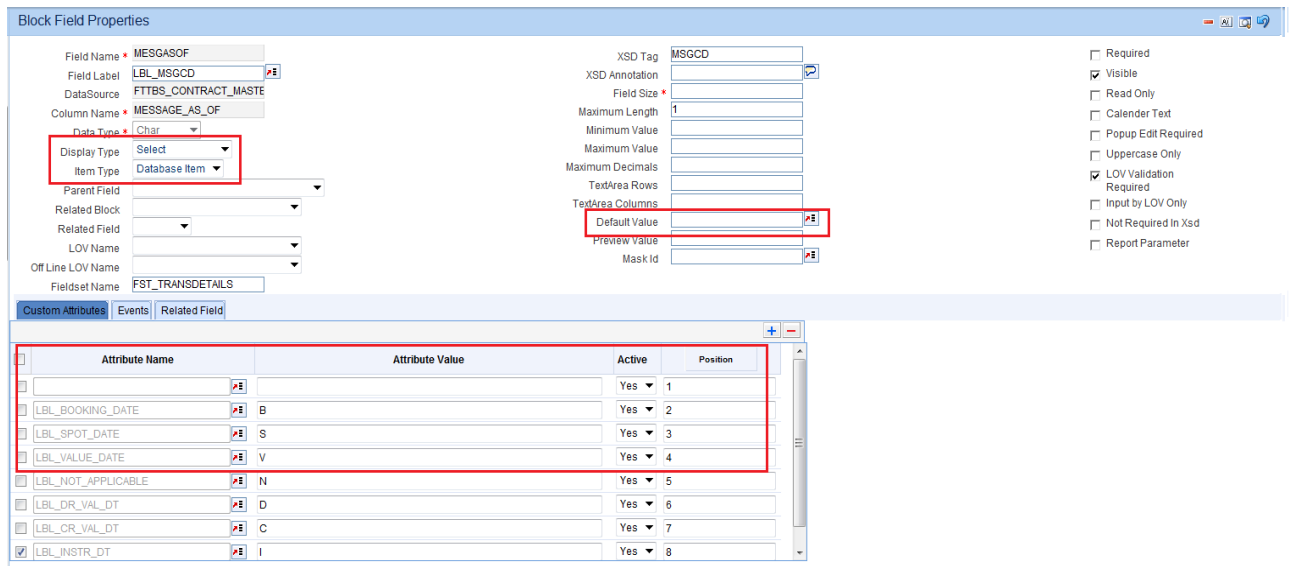 Block Field Properties
Field Name * MESGASOF
Field Label LBL_MSGCD
DataSource FTTBS_CONTRACT_MASTE
Column Name * MESSAGE_AS_OF
Data Type * Char
Display Type Select
Item Type Database Item
Parent Field
Related Block
Related Field
LOV Name
Off Line LOV Name
Fieldset Name FST_TRANSDETAILS
XSD Tag MSGCD
XSD Annotation
Field Size *
Maximum Length 1
Minimum Value
Maximum Value
Maximum Decimals
TextArea Rows
TextArea Columns
Default Value
Preview Value
Mask Id
Required
Visible
Read Only
Calender Text
Popup Edit Required
Uppercase Only
LOV Validation
Required
Input by LOV Only
Not Required In Xsd
Report Parameter
Custom Attributes Events Related Field
Attribute Name Attribute Value Active Position
Yes 1
LBL_BOOKING_DATE B Yes 2
LBL_SPOT_DATE S Yes 3
LBL_VALUE_DATE V Yes 4
LBL_NOT_APPLICABLE N Yes 5
LBL_DR_VAL_DT D Yes 6
LBL_CR_VAL_DT C Yes 7
LBL_INSTR_DT I Yes 8